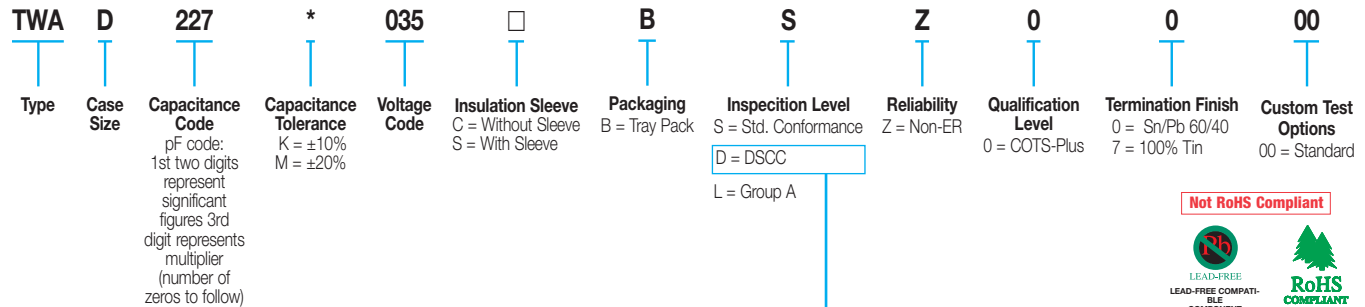 TWA D 227 * 035 □ B S Z 0 0 00
Type
Case
Size
Capacitance
Code
pF code:
1st two digits
represent
significant
figures 3rd
digit represents
multiplier
(number of
zeros to follow)
Capacitance
Tolerance
K = ±10%
M = ±20%
Voltage
Code
Insulation Sleeve
C = Without Sleeve
S = With Sleeve
Packaging
B = Tray Pack
Inspecition Level
S = Std. Conformance
D = DSCC
L = Group A
Reliability
Z = Non-ER
Qualification
Level
0 = COTS-Plus
Termination Finish
0 = Sn/Pb 60/40
7 = 100% Tin
Custom Test
Options
00 = Standard
Not RoHS Compliant
Pb
LEAD-FREE
LEAD-FREE COMPATI-
BLE
COMPONENT
RoHS
COMPLIANT